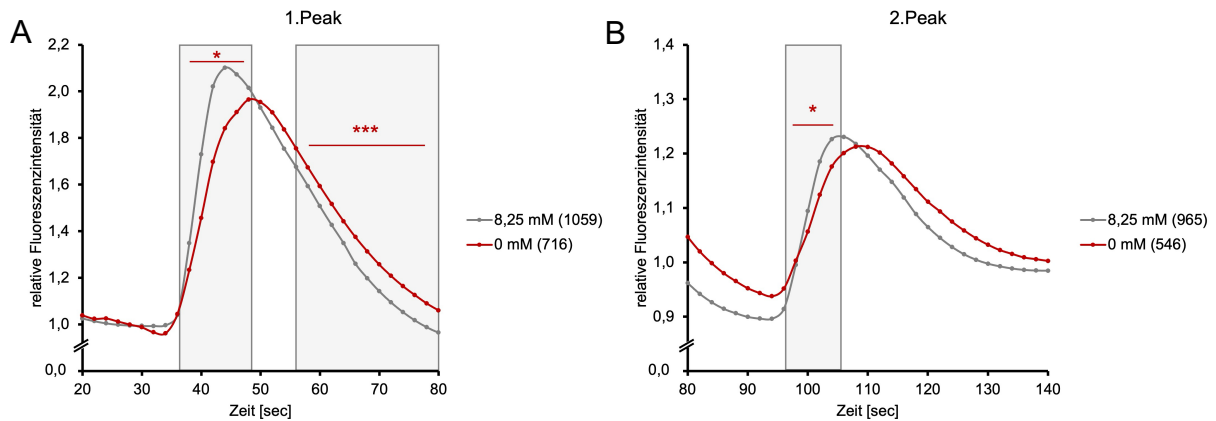 A
1.Peak
2,2
2,0
1,8
1,6
1,4
1,2
1,0
0,0
relative Fluoreszenzintensität
*
***
20 30 40 50 60 70 80
Zeit [sec]
8,25 mM (1059)
0 mM (716)
B
2.Peak
1,4
1,3
1,2
1,1
1,0
0,9
0,0
relative Fluoreszenzintensität
*
80 90 100 110 120 130 140
Zeit [sec]
8,25 mM (965)
0 mM (546)